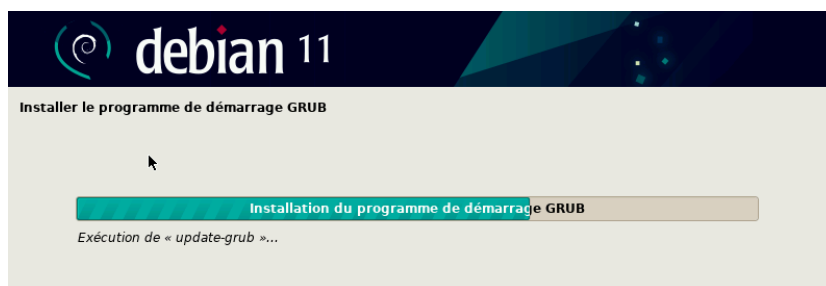 debian 11
Installer le programme de démarrage GRUB
Installation du programme de démarrage GRUB
Exécution de « update-grub »...